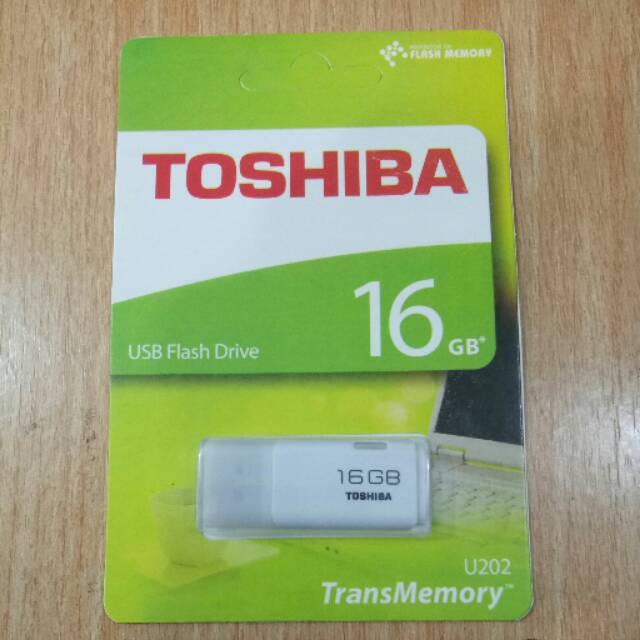 FLASH MEMORY
TOSHIBA
16 GB*
USB Flash Drive
16GB
TOSHIBA
U202
TransMemory™